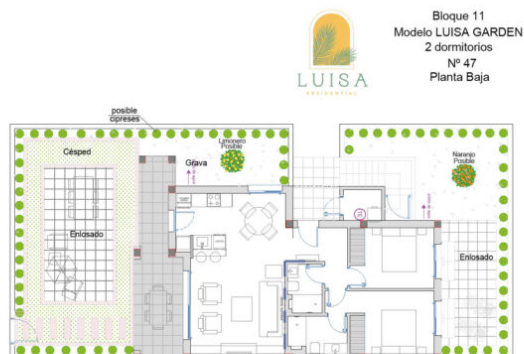 Bloque 11
Modelo LUISA GARDEN
2 dormitorios
Nº 47
Planta Baja
LUISA
RESIDENTIAL
posible
cipreses
Césped
Grava
Limonero
Posible
Naranjo
Posible
Enlosado
Enlosado